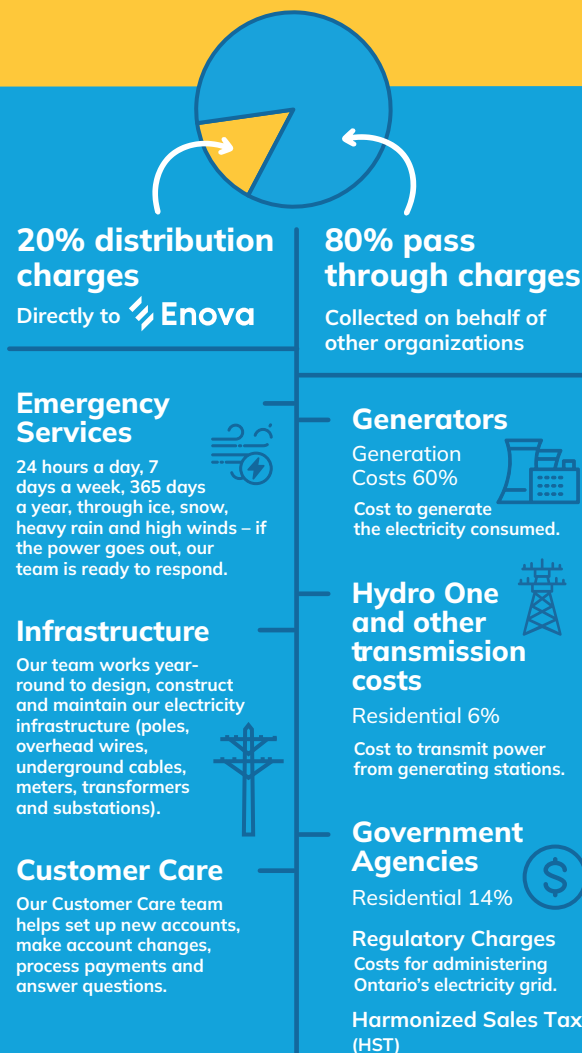 20% distribution
charges
Directly to Enova
80% pass
through charges
Collected on behalf of
other organizations
Emergency
Services
24 hours a day, 7
days a week, 365 days
a year, through ice, snow,
heavy rain and high winds – if
the power goes out, our
team is ready to respond.
Infrastructure
Our team works year-
round to design, construct
and maintain our electricity
infrastructure (poles,
overhead wires,
underground cables,
meters, transformers
and substations).
Customer Care
Our Customer Care team
helps set up new accounts,
make account changes,
process payments and
answer questions.
Generators
Generation
Costs 60%
Cost to generate
the electricity consumed.
Hydro One
and other
transmission
costs
Residential 6%
Cost to transmit power
from generating stations.
Government
Agencies
Residential 14%
$
Regulatory Charges
Costs for administering
Ontario's electricity grid.
Harmonized Sales Tax
(HST)